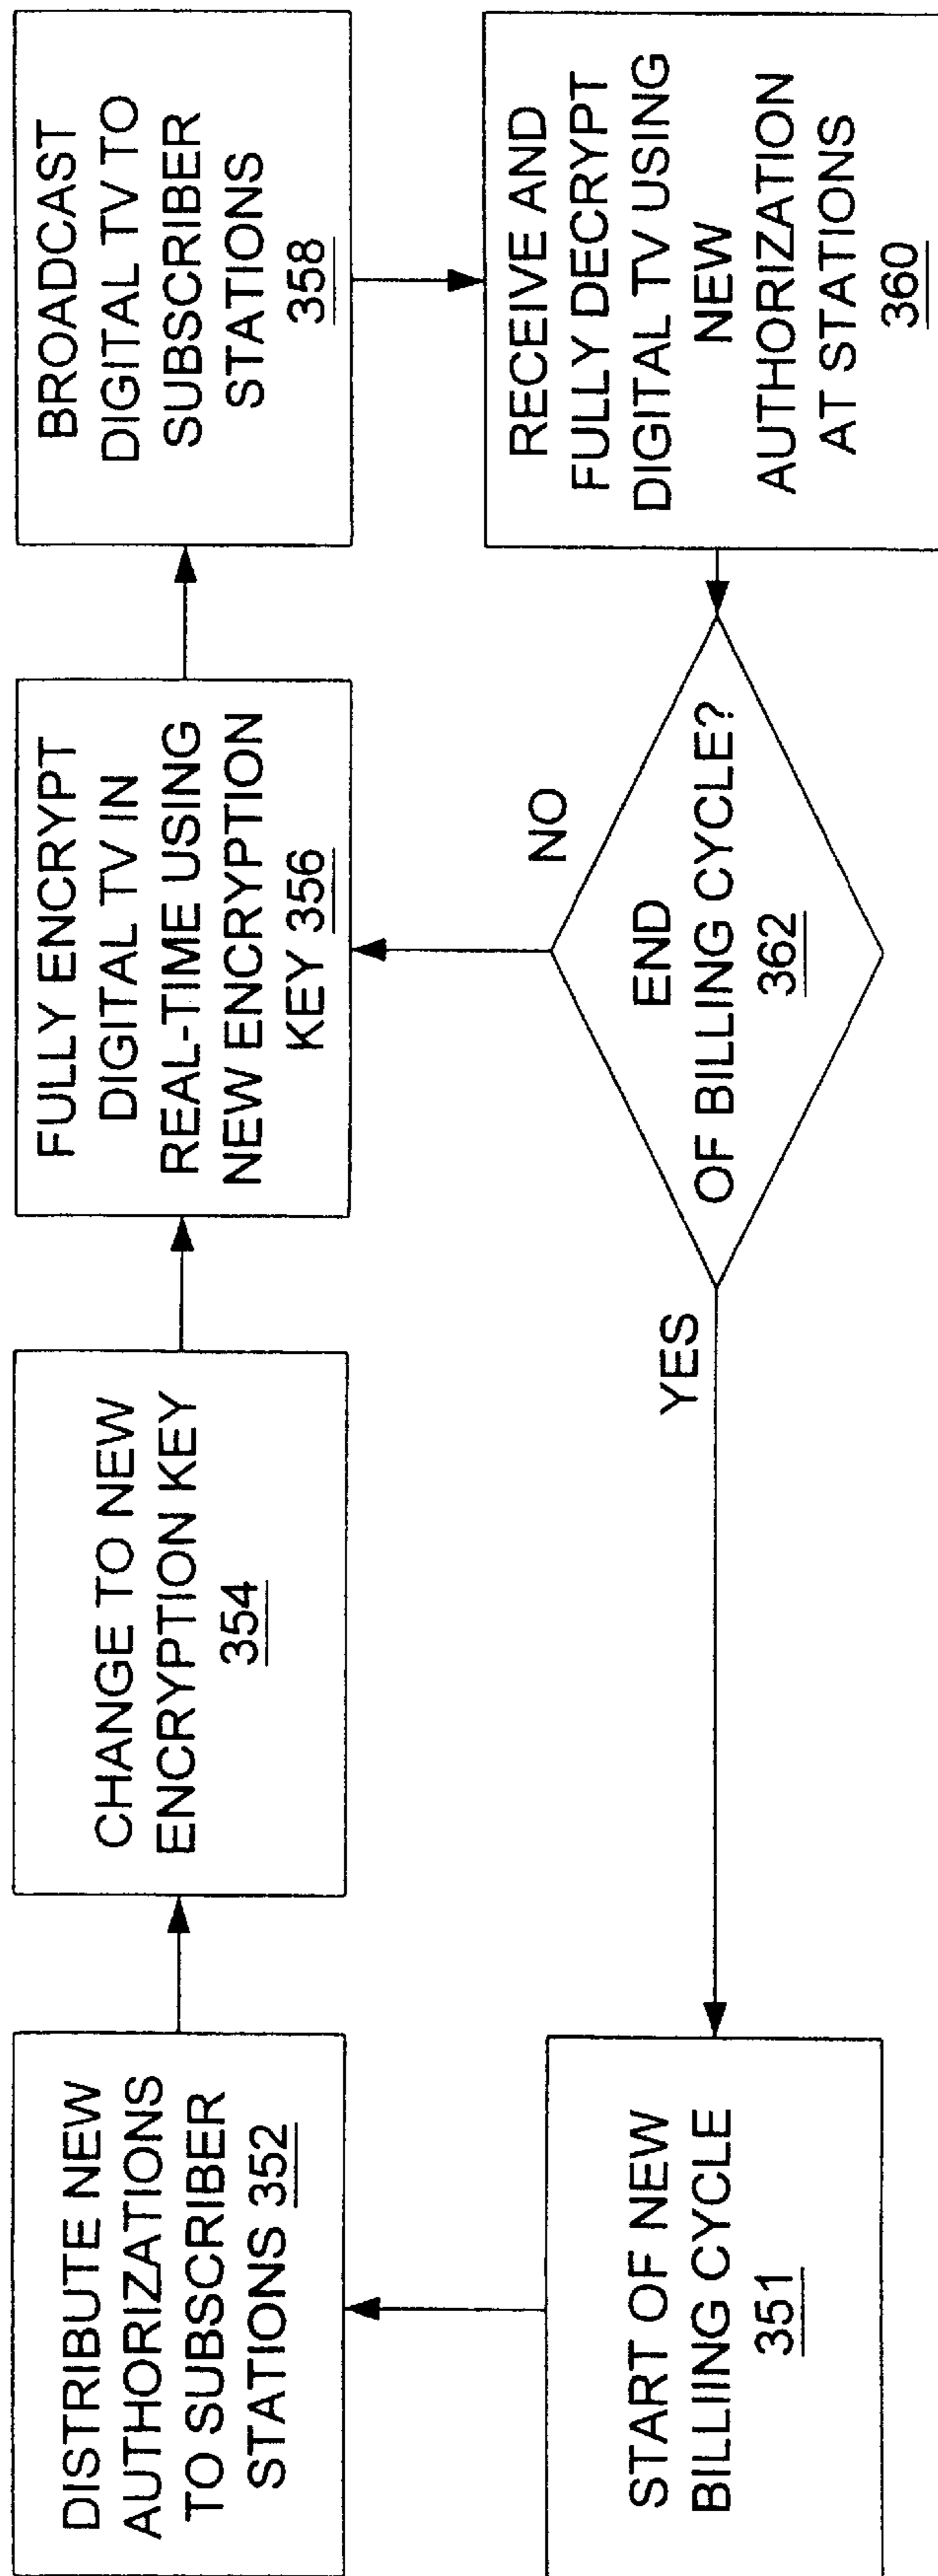 DISTRIBUTE NEW
AUTHORIZATIONS
TO SUBSCRIBER
STATIONS 352
CHANGE TO NEW
ENCRYPTION KEY
354
FULLY ENCRYPT
DIGITAL TV IN
REAL-TIME USING
NEW ENCRYPTION
KEY 356
BROADCAST
DIGITAL TV TO
SUBSCRIBER
STATIONS
358
START OF NEW
BILLIING CYCLE
351
YES
END
OF BILLING CYCLE?
362
NO
RECEIVE AND
FULLY DECRYPT
DIGITAL TV USING
NEW
AUTHORIZATION
AT STATIONS
360